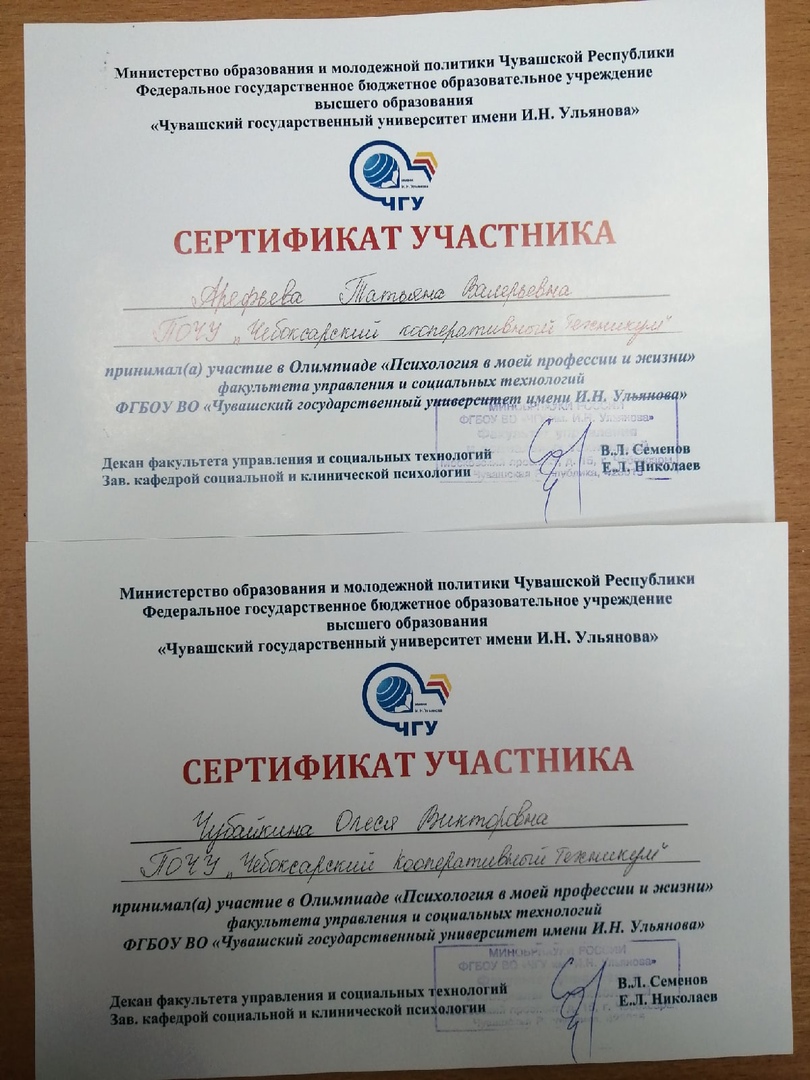 Министерство образования и молодежной политики Чувашской Республики
Федеральное государственное бюджетное образовательное учреждение
высшего образования
«Чувашский государственный университет имени И.Н. Ульянова»
ЧГУ
СЕРТИФИКАТ УЧАСТНИКА
Арефьева Татьяна Валерьевна
ПОЧУ „Чебоксарский кооперативный техникум"
принимал(а) участие в Олимпиаде «Психология в моей профессии и жизни»
факультета управления и социальных технологий
ФГБОУ ВО «Чувашский государственный университет имени И.Н. Ульянова»
МИНОБРНАУКИ РОССИИ
Декан факультета управления и социальных технологий В.Л. Семенов
Зав. кафедрой социальной и клинической психологии Е.Л. Николаев
Министерство образования и молодежной политики Чувашской Республики
Федеральное государственное бюджетное образовательное учреждение
высшего образования
«Чувашский государственный университет имени И.Н. Ульянова»
ЧГУ
СЕРТИФИКАТ УЧАСТНИКА
Чубайкина Олеся Викторовна
ПОЧУ „Чебоксарский кооперативный техникум"
принимал(а) участие в Олимпиаде «Психология в моей профессии и жизни»
факультета управления и социальных технологий
ФГБОУ ВО «Чувашский государственный университет имени И.Н. Ульянова»
МИНОБРНАУКИ РОССИИ
Декан факультета управления и социальных технологий В.Л. Семенов
Зав. кафедрой социальной и клинической психологии Е.Л. Николаев